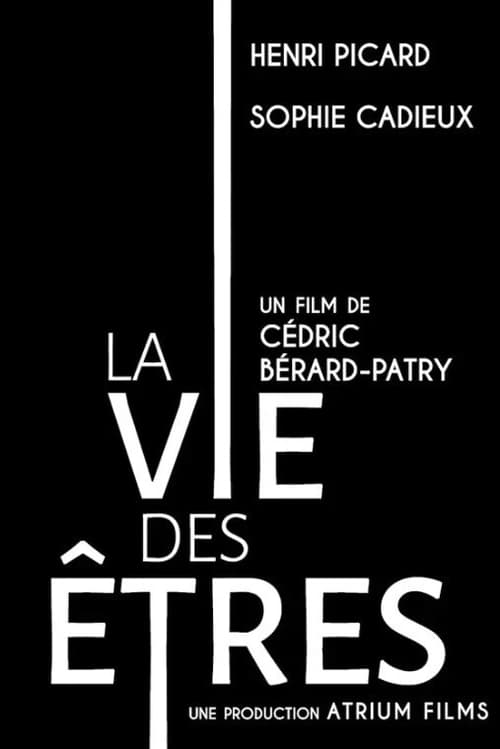 HENRI PICARD
SOPHIE CADIEUX
UN FILM DE
CÉDRIC
BÉRARD-PATRY
LA
VIE
DES
ÊTRES
UNE PRODUCTION ATRIUM FILMS